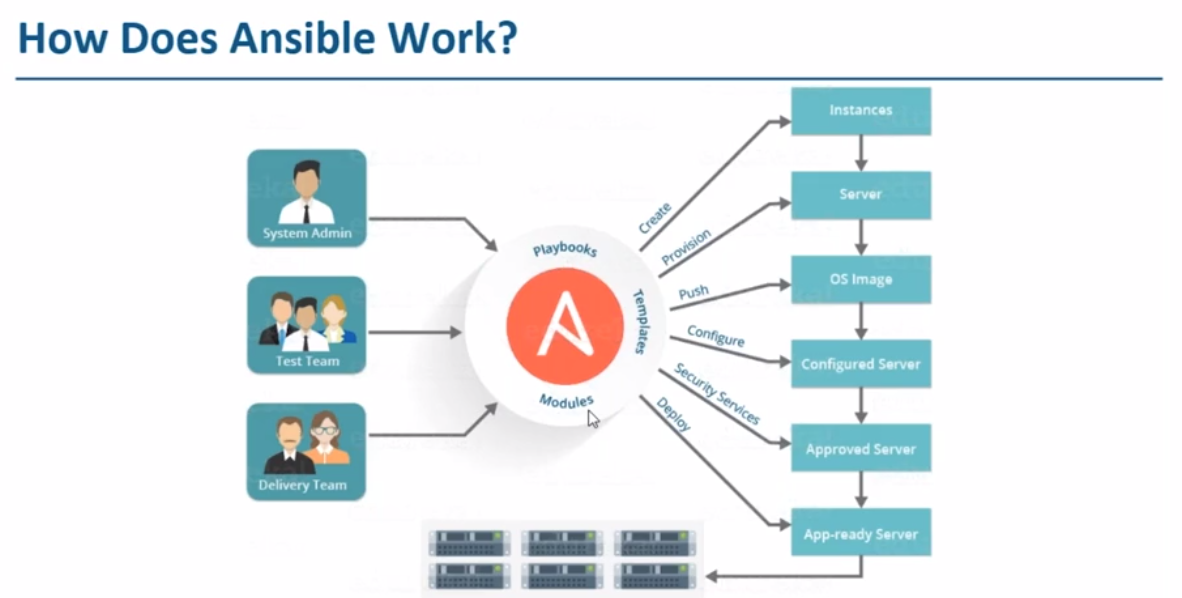 How Does Ansible Work?
System Admin
Test Team
Delivery Team
Playbooks
Templates
Modules
Create
Provision
Push
Configure
Security Services
Deploy
Instances
Server
OS Image
Configured Server
Approved Server
App-ready Server